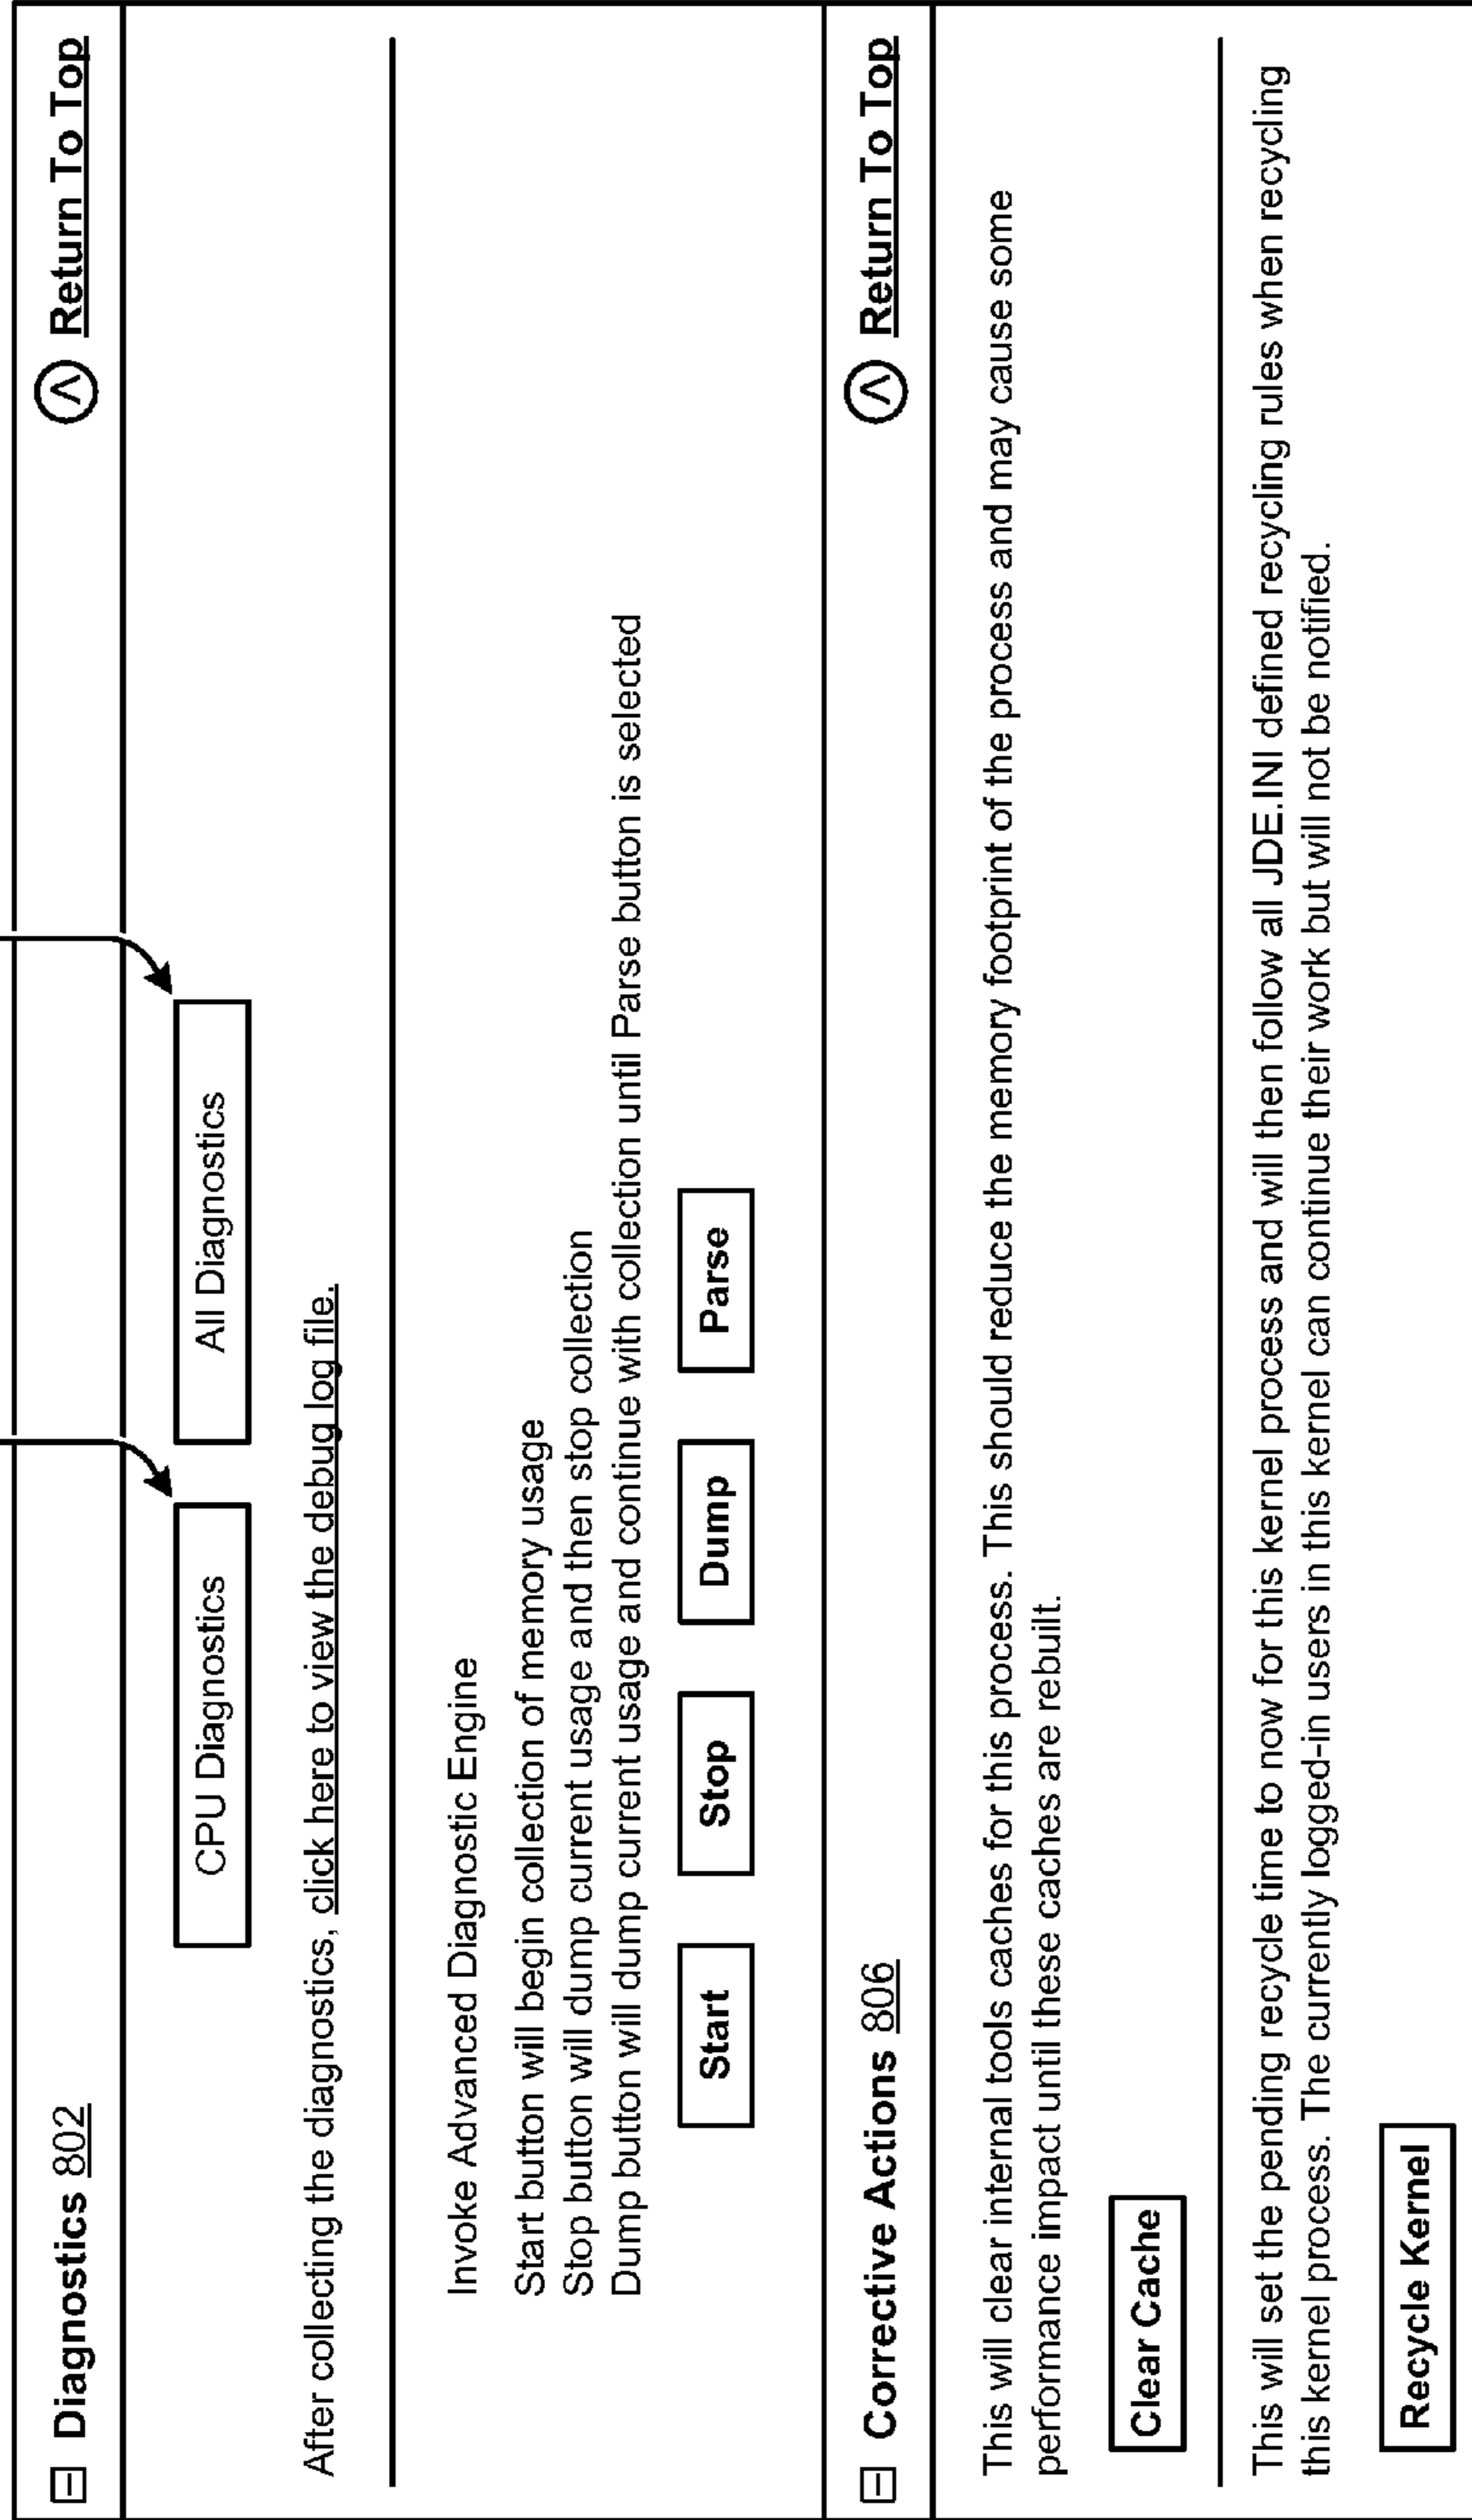 Diagnostics 802
Return To Top
CPU Diagnostics
All Diagnostics
After collecting the diagnostics, click here to view the debug log file.
Invoke Advanced Diagnostic Engine
Start button will begin collection of memory usage
Stop button will dump current usage and then stop collection
Dump button will dump current usage and continue with collection until Parse button is selected
Start
Stop
Dump
Parse
Corrective Actions 806
Return To Top
This will clear internal tools caches for this process. This should reduce the memory footprint of the process and may cause some
performance impact until these caches are rebuilt.
Clear Cache
This will set the pending recycle time to now for this kernel process and will then follow all JDE.INI defined recycling rules when recycling
this kernel process. The currently logged-in users in this kernel can continue their work but will not be notified.
Recycle Kernel